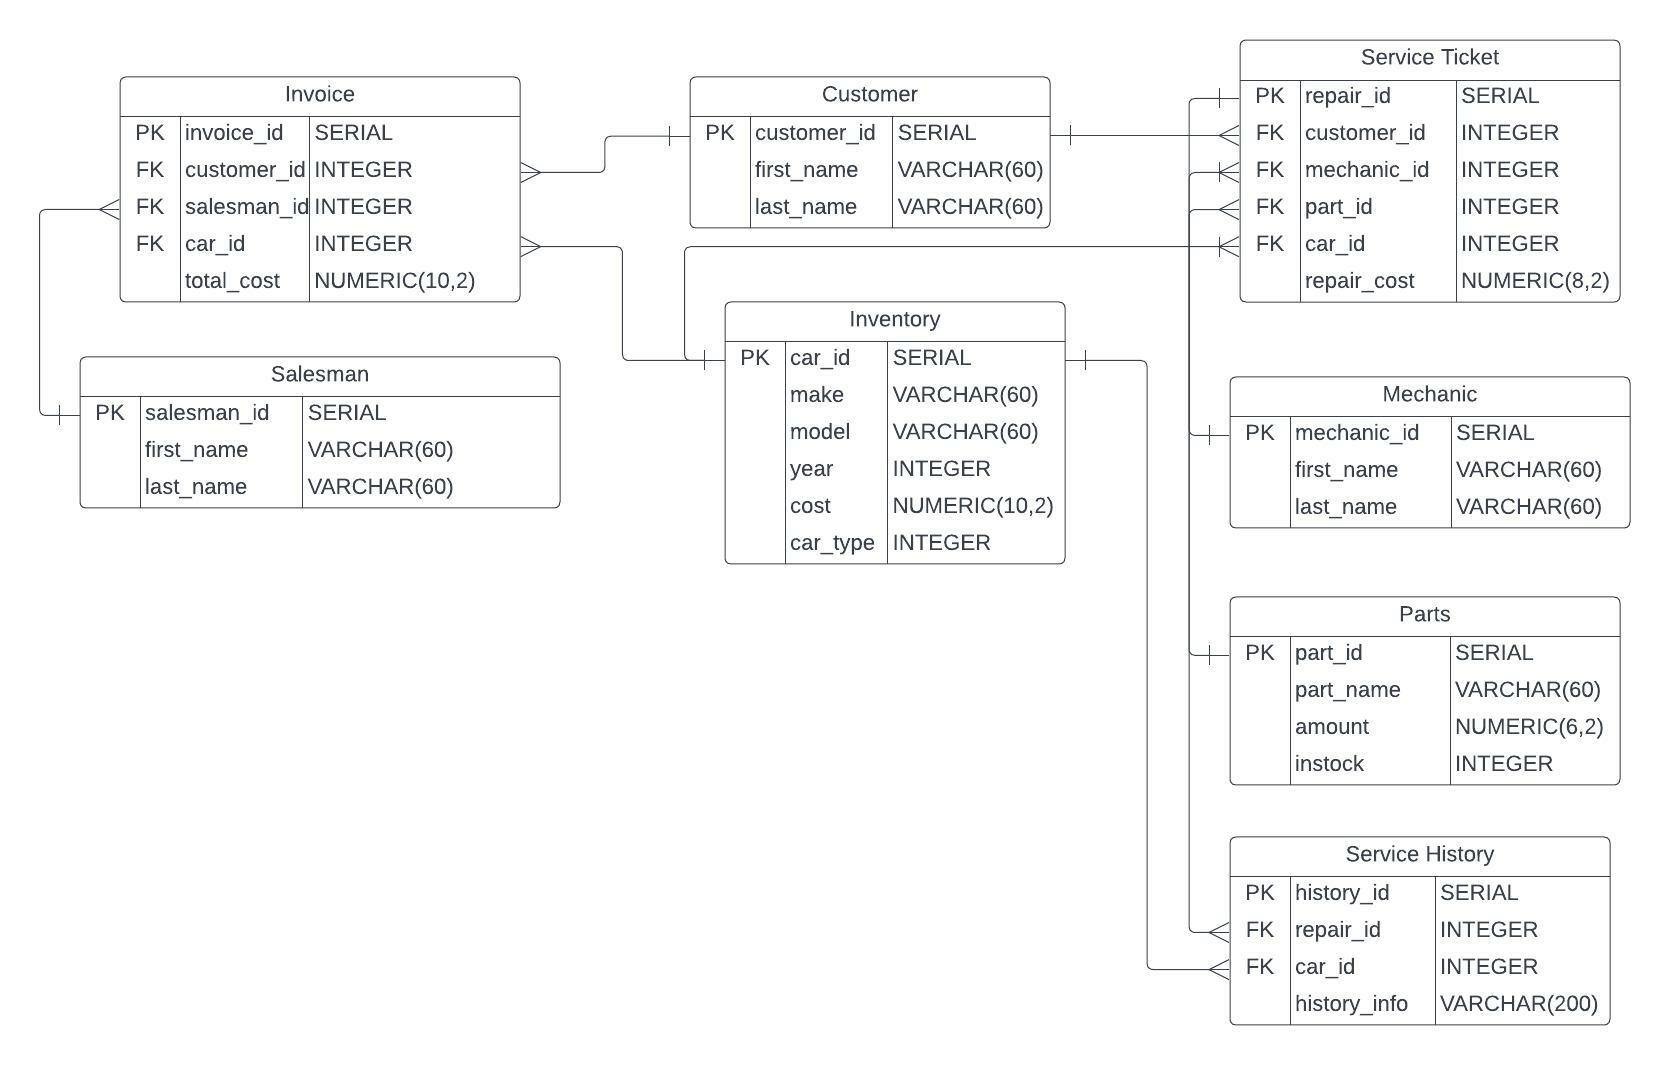 Invoice
PK invoice_id SERIAL
FK customer_id INTEGER
FK salesman_id INTEGER
FK car_id INTEGER
total_cost NUMERIC(10,2)
Customer
PK customer_id SERIAL
first_name VARCHAR(60)
last_name VARCHAR(60)
Service Ticket
PK repair_id SERIAL
FK customer_id INTEGER
FK mechanic_id INTEGER
FK part_id INTEGER
FK car_id INTEGER
repair_cost NUMERIC(8,2)
Salesman
PK salesman_id SERIAL
first_name VARCHAR(60)
last_name VARCHAR(60)
Inventory
PK car_id SERIAL
make VARCHAR(60)
model VARCHAR(60)
year INTEGER
cost NUMERIC(10,2)
car_type INTEGER
Mechanic
PK mechanic_id SERIAL
first_name VARCHAR(60)
last_name VARCHAR(60)
Parts
PK part_id SERIAL
part_name VARCHAR(60)
amount NUMERIC(6,2)
instock INTEGER
Service History
PK history_id SERIAL
FK repair_id INTEGER
FK car_id INTEGER
history_info VARCHAR(200)